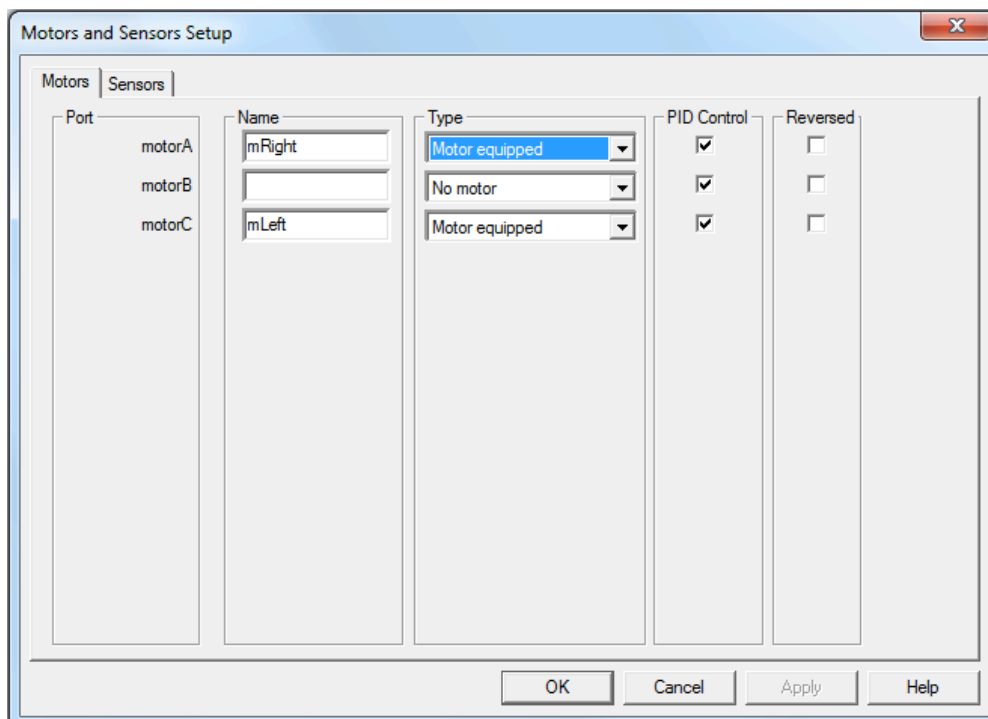 Motors and Sensors Setup
Motors Sensors
Port Name Type PID Control Reversed
motorA mRight Motor equipped
motorB No motor
motorC mLeft Motor equipped
OK Cancel Apply Help